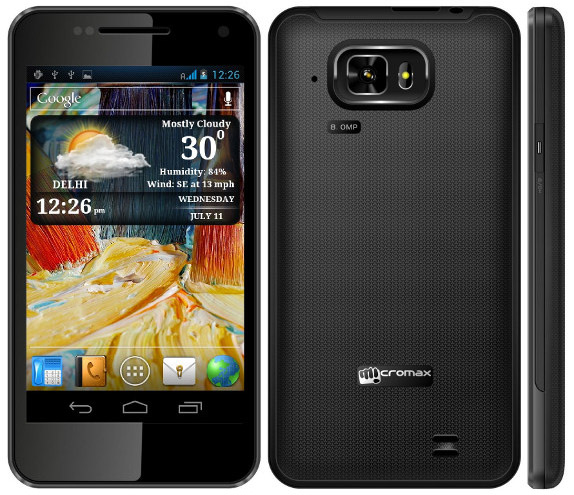 A 12:26
Google
Mostly Cloudy
30⁰
Humidity: 84%
DELHI
Wind: SE at 13 mph
12:26 pm
WEDNESDAY
JULY 11
8.0MP
micromax